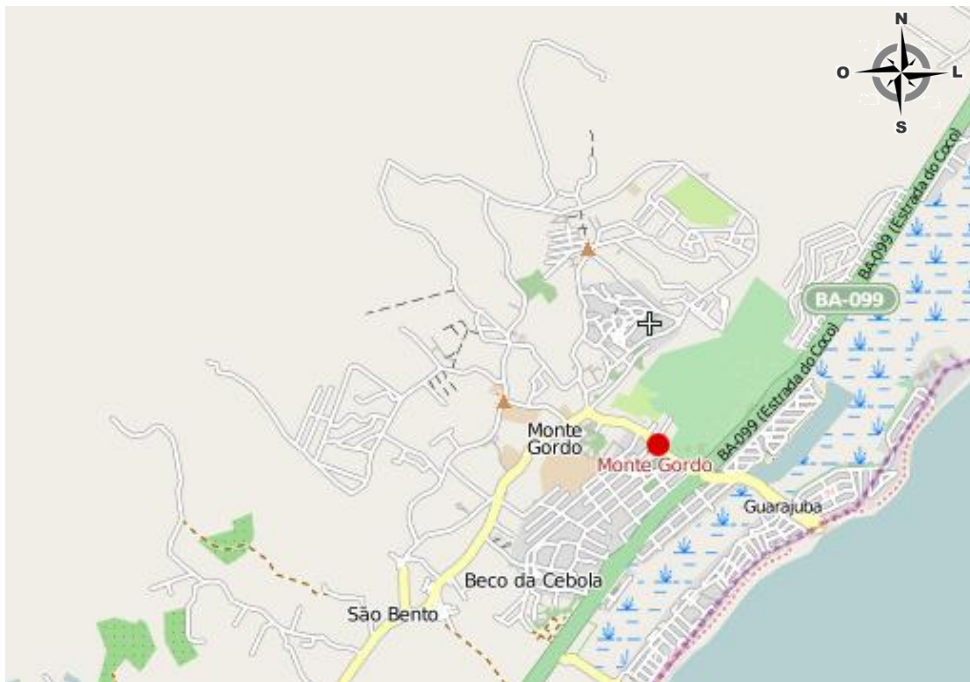 N
O
L
S
BA-099 (Estrada do Coco)
BA-099
BA-099 (Estrada do Coco)
Monte
Gordo
Monte Gordo
Guarajuba
Beco da Cebola
São Bento